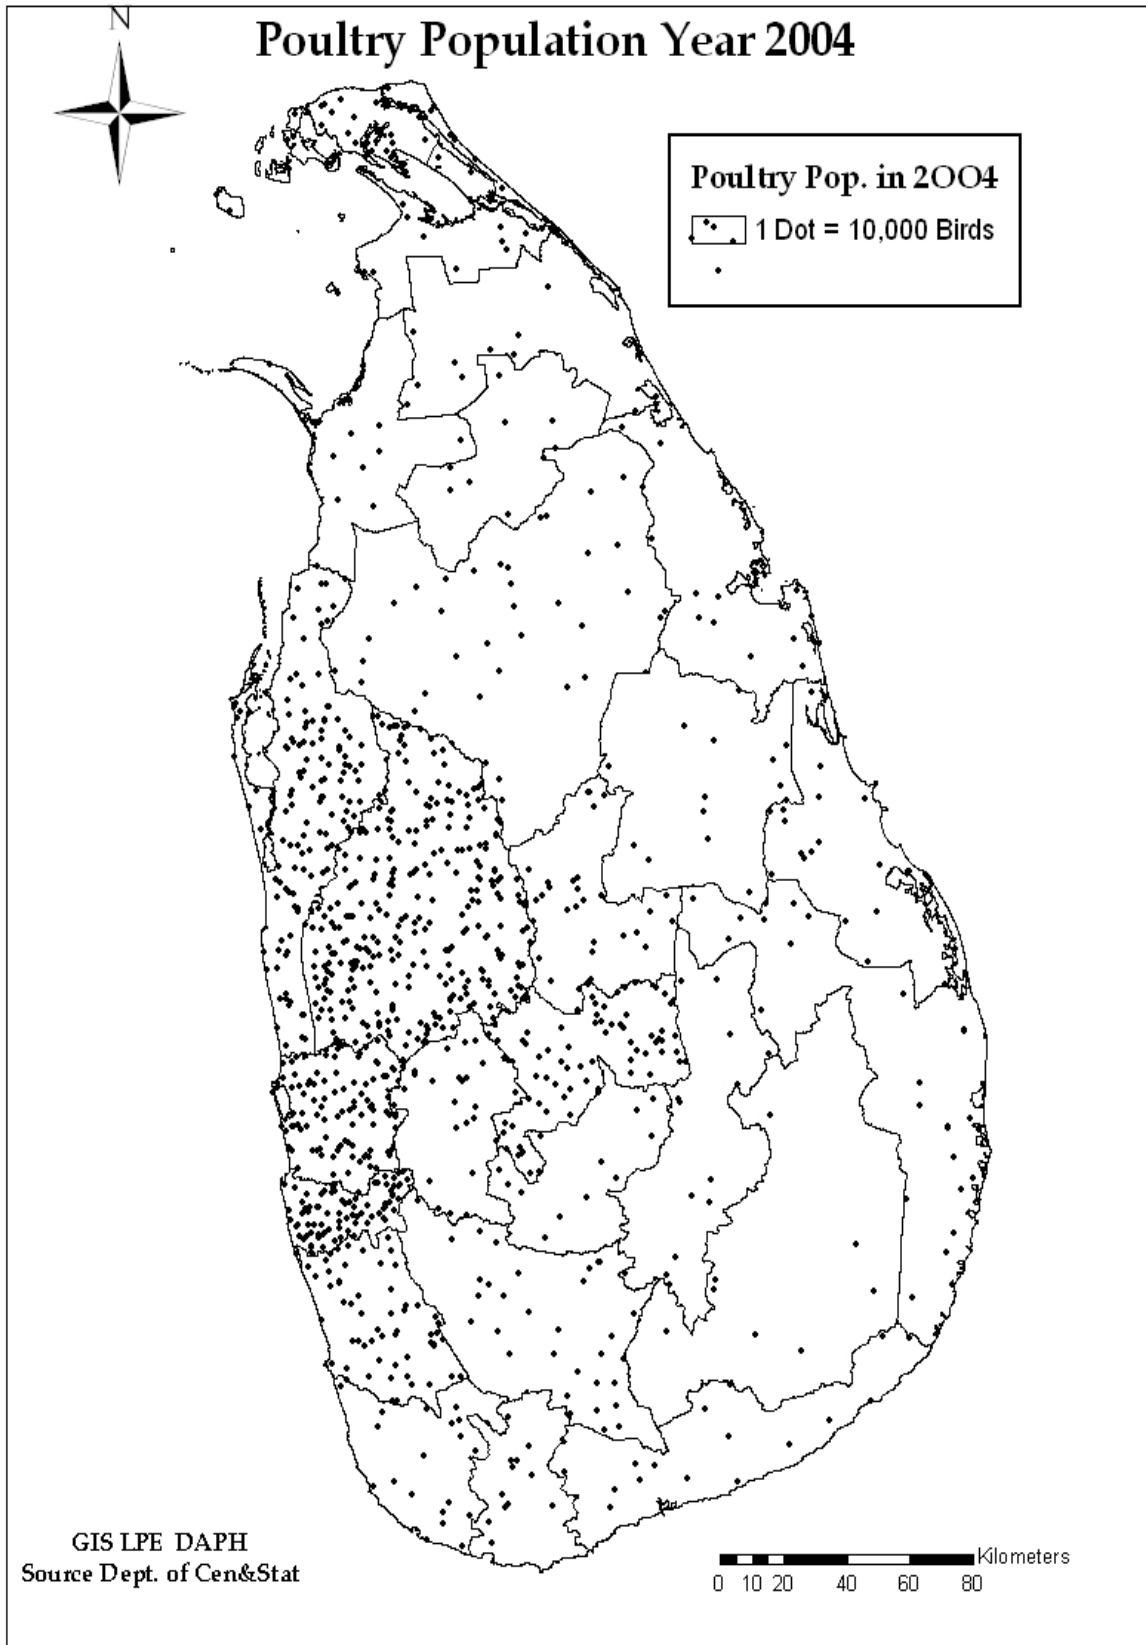 N
Poultry Population Year 2004
Poultry Pop. in 2OO4
1 Dot = 10,000 Birds
GIS LPE DAPH
Source Dept. of Cen&Stat
Kilometers
0 10 20 40 60 80